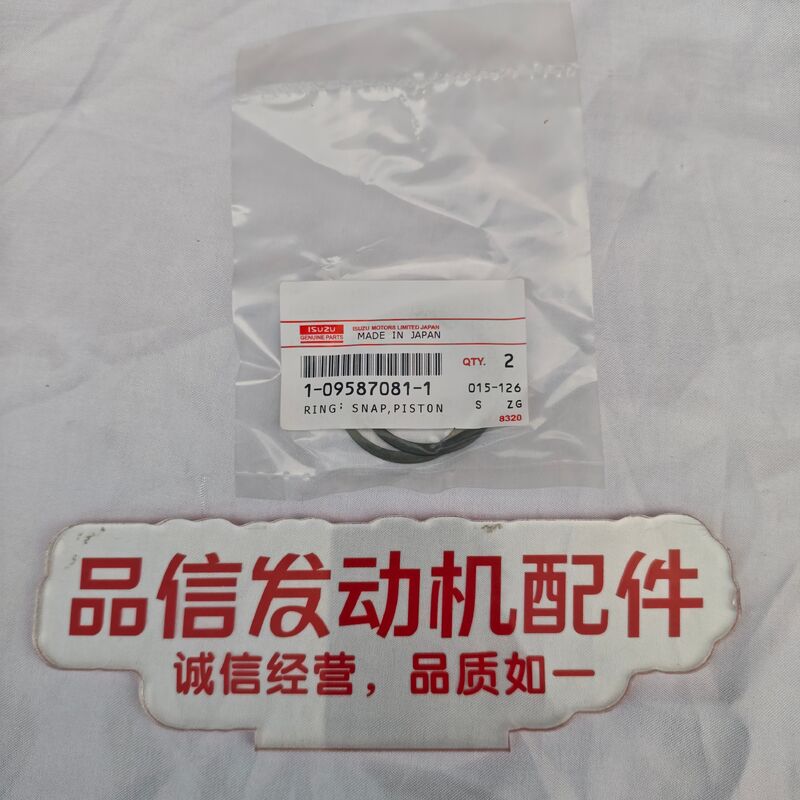 ISUZU
GENUINE PARTS
ISUZU MOTORS LIMITED JAPAN
MADE IN JAPAN
QTY. 2
1-09587081-1
015-126
RING; SNAP,PISTON
S ZG
8320
品信发动机配件
诚信经营，品质如一